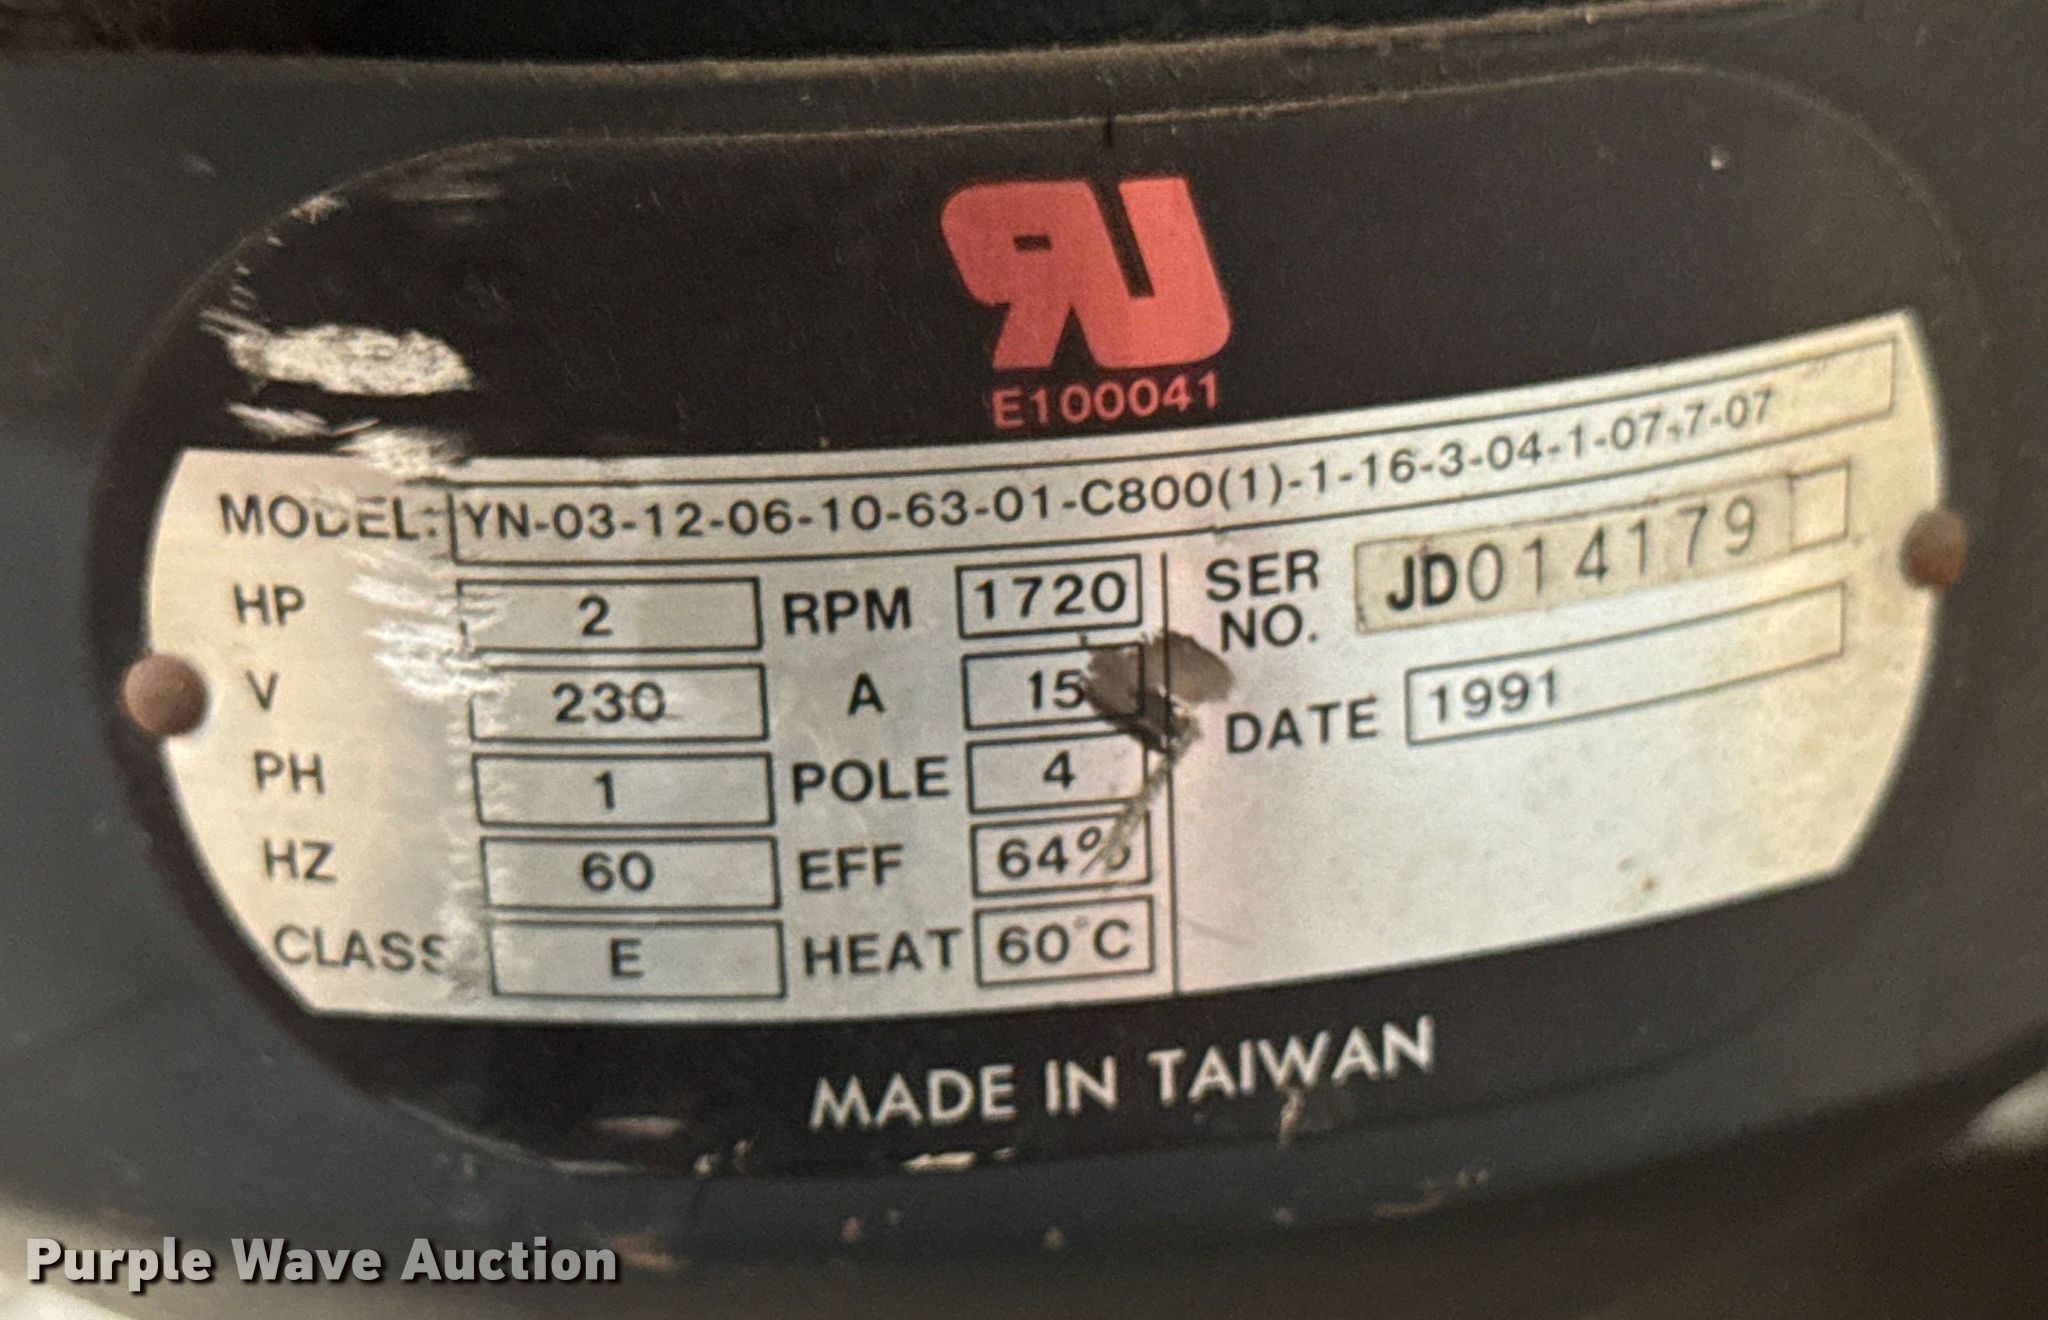 RU
E100041
MODEL: YN-03-12-06-10-63-01-C800(1)-1-16-3-04-1-07-7-07
HP 2 RPM 1720 SER NO. JD014179
V 230 A 15 DATE 1991
PH 1 POLE 4
HZ 60 EFF 64%
CLASS E HEAT 60°C
MADE IN TAIWAN
Purple Wave Auction